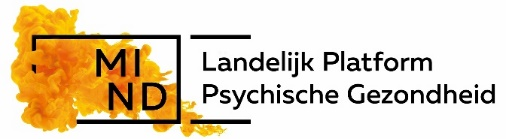 MI
ND
Landelijk Platform
Psychische Gezondheid